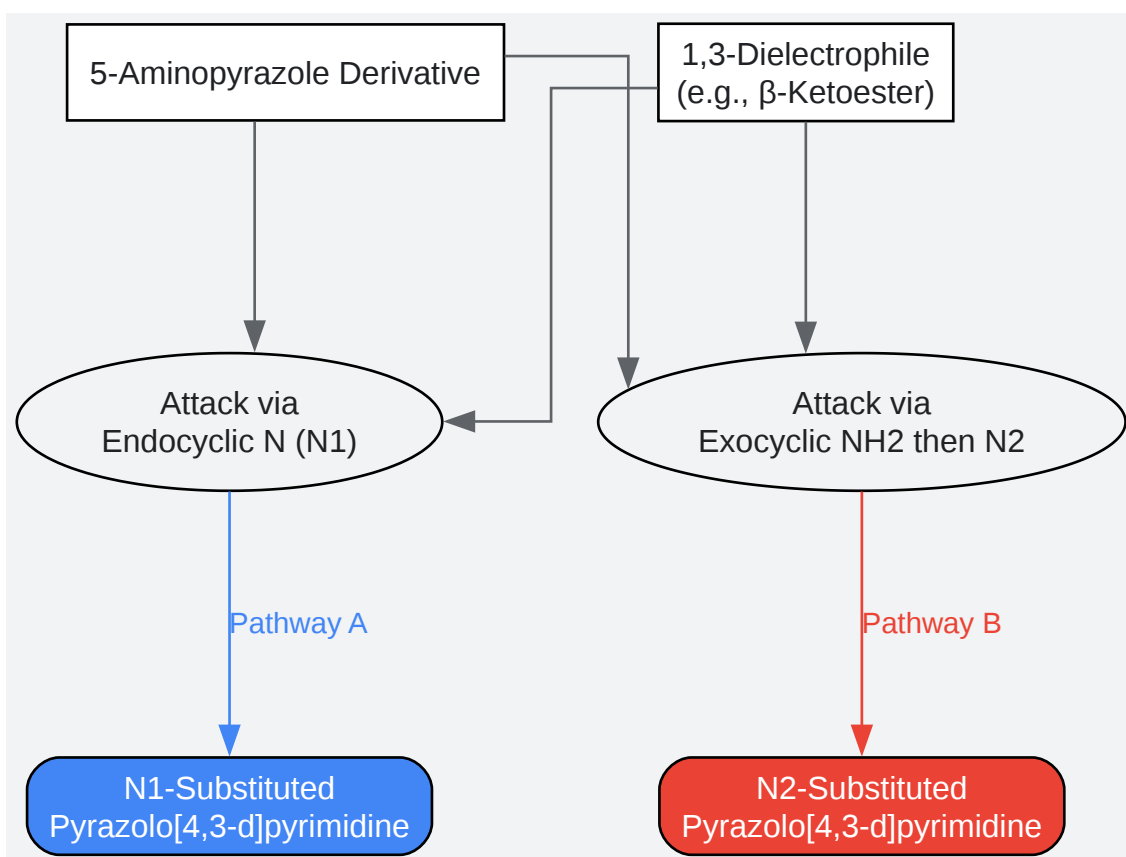 5-Aminopyrazole Derivative
1,3-Dielectrophile
(e.g., β-Ketoester)
Attack via
Endocyclic N (N1)
Attack via
Exocyclic NH2 then N2
Pathway A
Pathway B
N1-Substituted
Pyrazolo[4,3-d]pyrimidine
N2-Substituted
Pyrazolo[4,3-d]pyrimidine